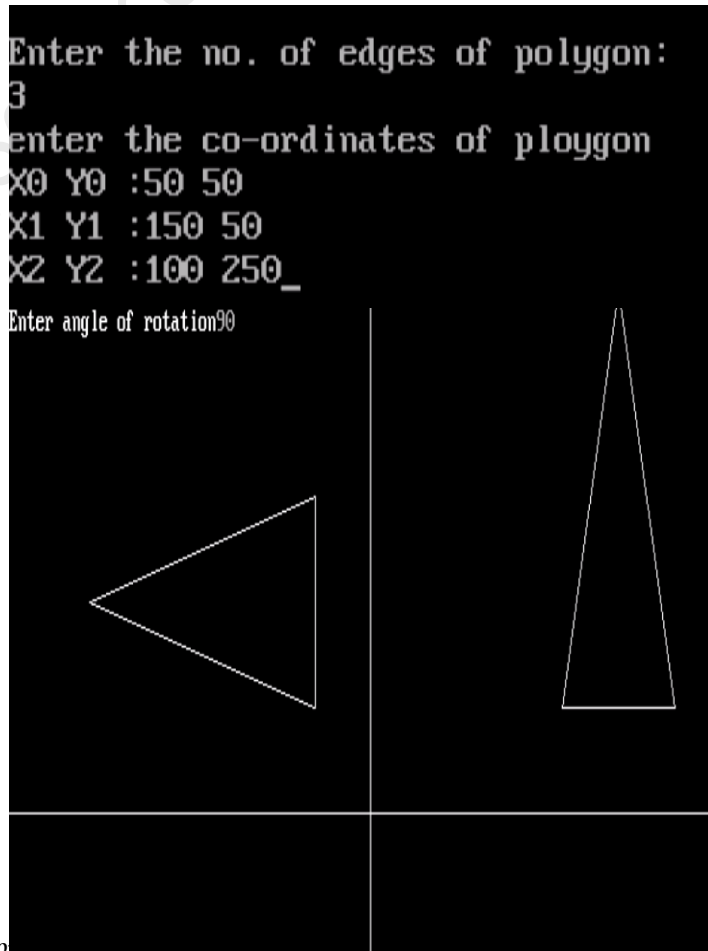 Enter the no. of edges of polygon:
3
enter the co-ordinates of ploygon
X0 Y0 :50 50
X1 Y1 :150 50
X2 Y2 :100 250_
Enter angle of rotation90